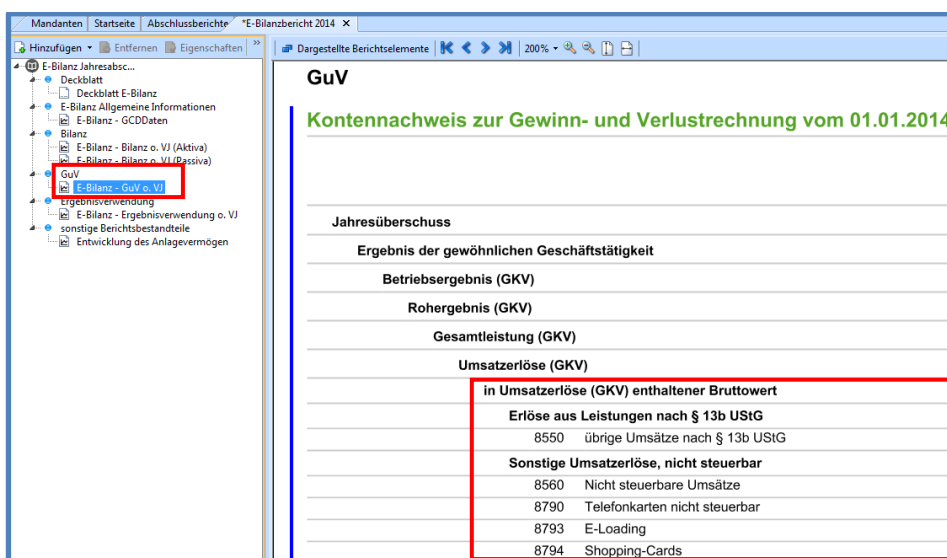 Mandanten Startseite Abschlussberichte *E-Bilanzbericht 2014 ×
Hinzufügen Entfernen Eigenschaften »
Dargestellte Berichtselemente 200%
E-Bilanz Jahresabsc...
Deckblatt
Deckblatt E-Bilanz
E-Bilanz Allgemeine Informationen
E-Bilanz - GCDDaten
Bilanz
E-Bilanz - Bilanz o. VJ (Aktiva)
E-Bilanz - Bilanz o. VJ (Passiva)
GuV
E-Bilanz - GuV o. VJ
Ergebnisverwendung
E-Bilanz - Ergebnisverwendung o. VJ
sonstige Berichtsbestandteile
Entwicklung des Anlagevermögen
GuV
Kontennachweis zur Gewinn- und Verlustrechnung vom 01.01.2014
Jahresüberschuss
Ergebnis der gewöhnlichen Geschäftstätigkeit
Betriebsergebnis (GKV)
Rohergebnis (GKV)
Gesamtleistung (GKV)
Umsatzerlöse (GKV)
in Umsatzerlöse (GKV) enthaltener Bruttowert
Erlöse aus Leistungen nach § 13b UStG
8550 übrige Umsätze nach § 13b UStG
Sonstige Umsatzerlöse, nicht steuerbar
8560 Nicht steuerbare Umsätze
8790 Telefonkarten nicht steuerbar
8793 E-Loading
8794 Shopping-Cards